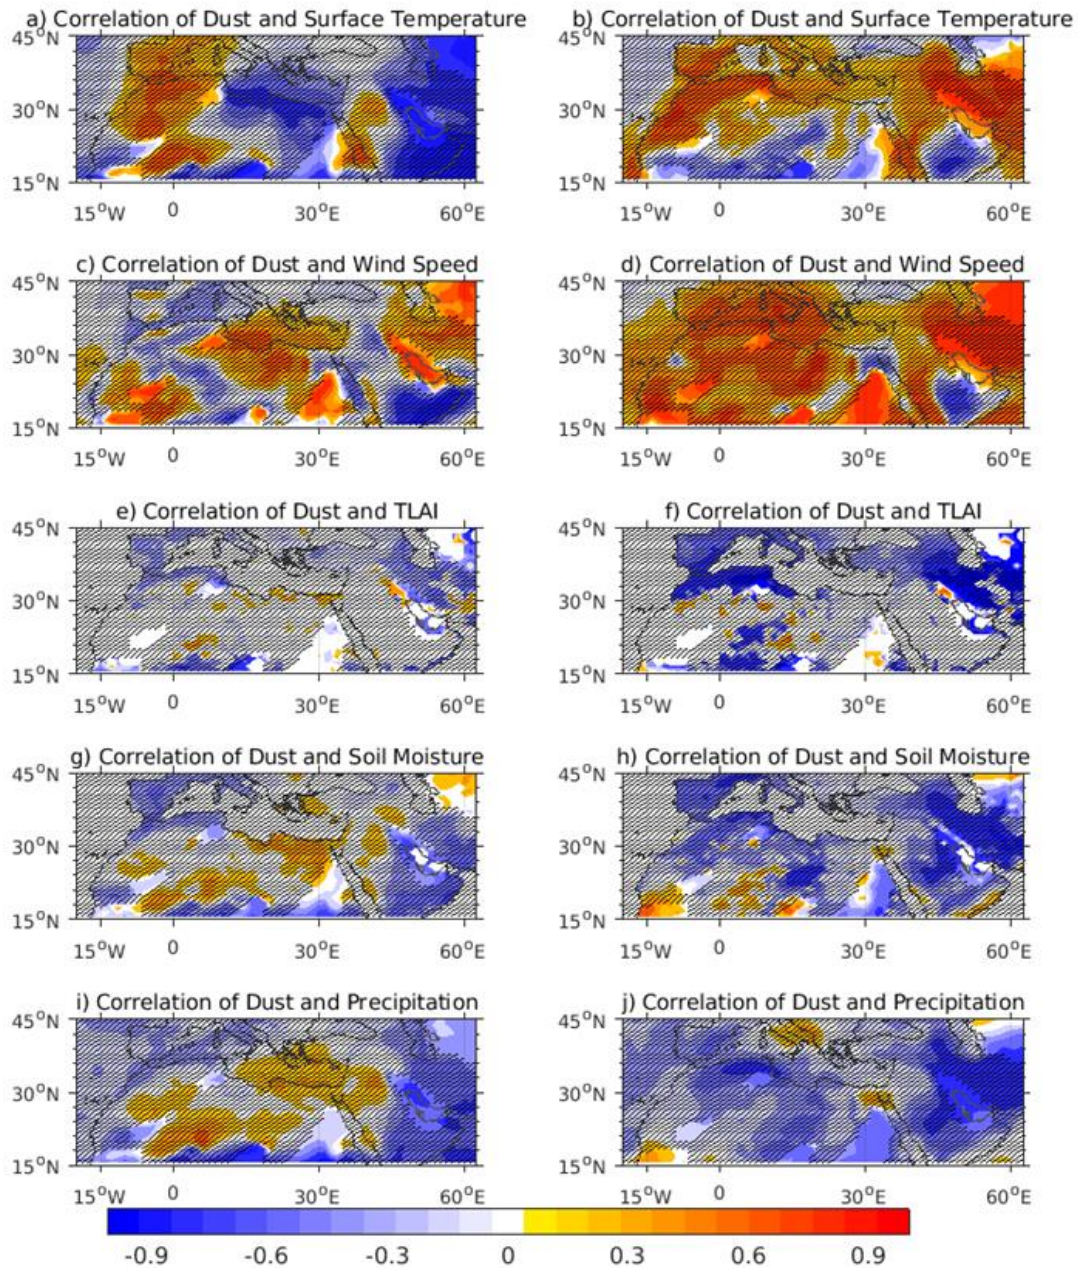 a) Correlation of Dust and Surface Temperature
45°N
30°N
15°N
15°W 0 30°E 60°E
b) Correlation of Dust and Surface Temperature
45°N
30°N
15°N
15°W 0 30°E 60°E
c) Correlation of Dust and Wind Speed
45°N
30°N
15°N
15°W 0 30°E 60°E
d) Correlation of Dust and Wind Speed
45°N
30°N
15°N
15°W 0 30°E 60°E
e) Correlation of Dust and TLAI
45°N
30°N
15°N
15°W 0 30°E 60°E
f) Correlation of Dust and TLAI
45°N
30°N
15°N
15°W 0 30°E 60°E
g) Correlation of Dust and Soil Moisture
45°N
30°N
15°N
15°W 0 30°E 60°E
h) Correlation of Dust and Soil Moisture
45°N
30°N
15°N
15°W 0 30°E 60°E
i) Correlation of Dust and Precipitation
45°N
30°N
15°N
15°W 0 30°E 60°E
j) Correlation of Dust and Precipitation
45°N
30°N
15°N
15°W 0 30°E 60°E
-0.9 -0.6 -0.3 0 0.3 0.6 0.9